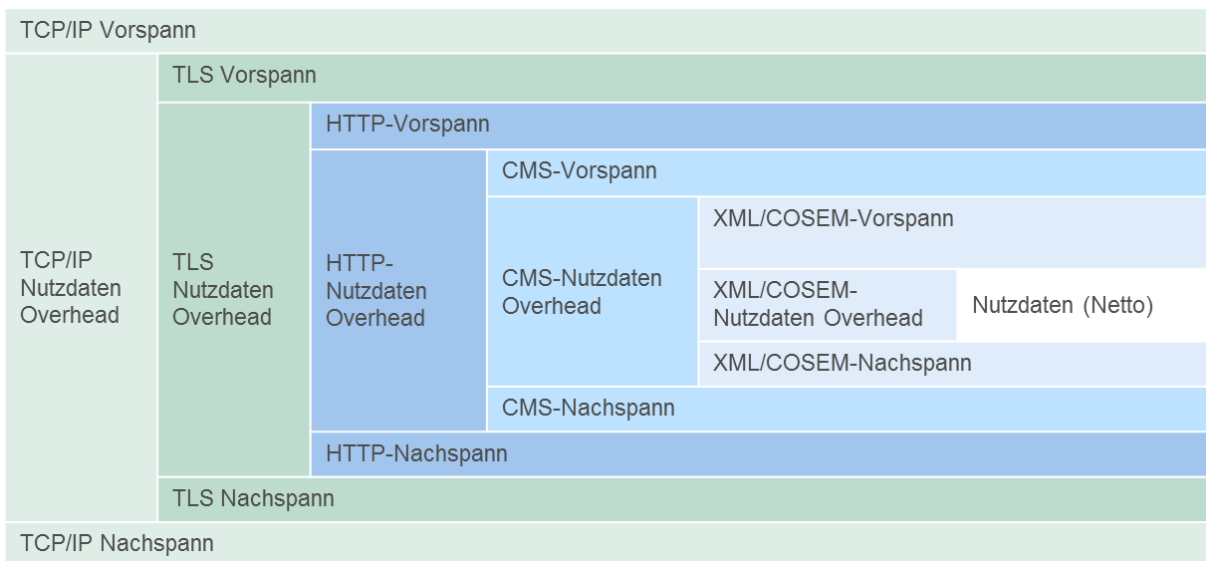 TCP/IP Vorspann
TLS Vorspann
HTTP-Vorspann
CMS-Vorspann
XML/COSEM-Vorspann
TCP/IP
Nutzdaten
Overhead
TLS
Nutzdaten
Overhead
HTTP-
Nutzdaten
Overhead
CMS-Nutzdaten
Overhead
XML/COSEM-
Nutzdaten Overhead
Nutzdaten (Netto)
XML/COSEM-Nachspann
CMS-Nachspann
HTTP-Nachspann
TLS Nachspann
TCP/IP Nachspann